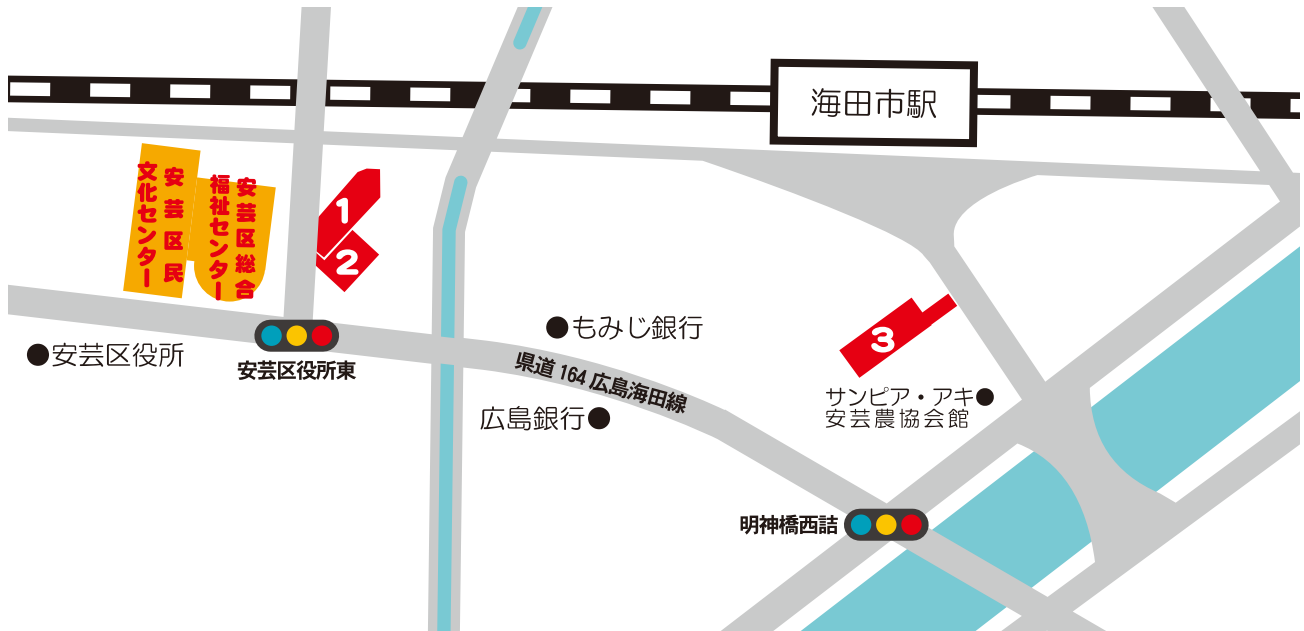 海田市駅
安芸区民
文化センター
安芸区総合
福祉センター
1
2
もみじ銀行
3
安芸区役所
安芸区役所東
県道164広島海田線
サンピア・アキ
安芸農協会館
広島銀行
明神橋西詰